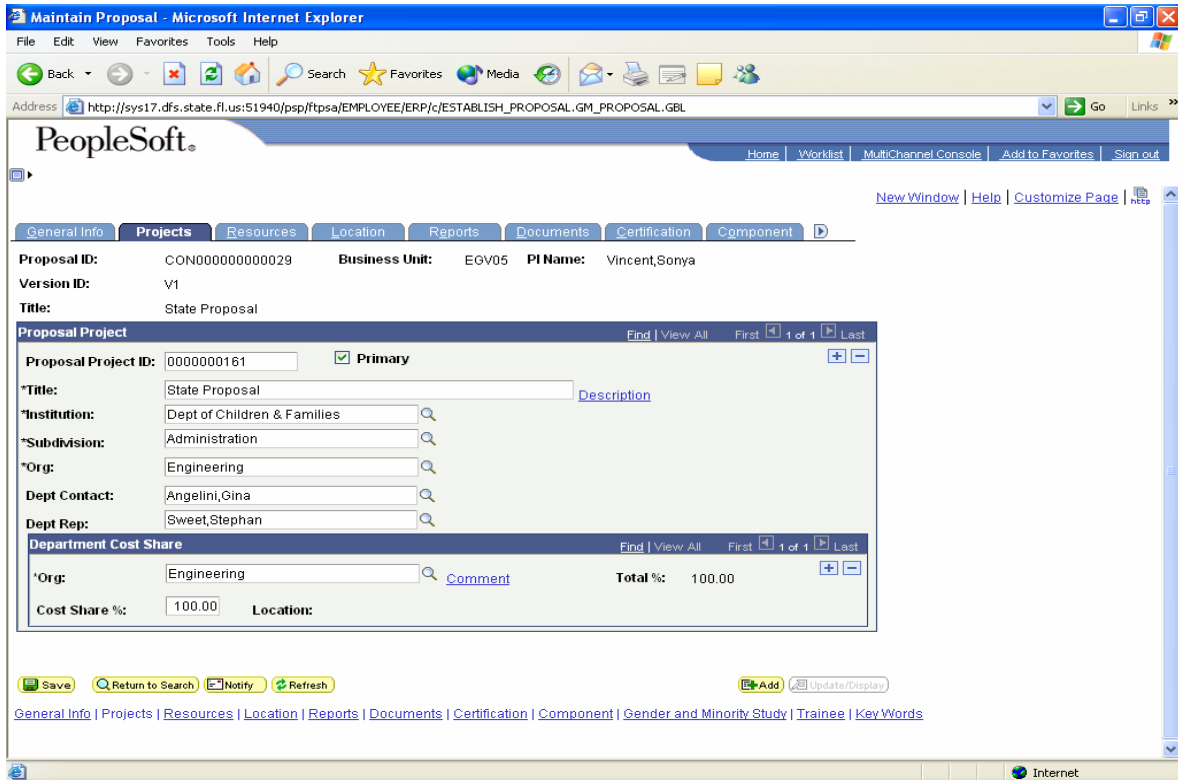 Maintain Proposal - Microsoft Internet Explorer
File Edit View Favorites Tools Help
Back Search Favorites Media
Address http://sys17.dfs.state.fl.us:51940/psp/ftpsa/EMPLOYEE/ERP/c/ESTABLISH_PROPOSAL.GM_PROPOSAL.GBL Go Links »
PeopleSoft.
Home | Worklist | MultiChannel Console | Add to Favorites | Sign out
New Window | Help | Customize Page | http
General Info Projects Resources Location Reports Documents Certification Component
Proposal ID: CON000000000029 Business Unit: EGV05 PI Name: Vincent,Sonya
Version ID: V1
Title: State Proposal
Proposal Project Find | View All First 1 of 1 Last
Proposal Project ID: 0000000161 Primary
*Title: State Proposal Description
*Institution: Dept of Children & Families
*Subdivision: Administration
*Org: Engineering
Dept Contact: Angelini,Gina
Dept Rep: Sweet,Stephan
Department Cost Share Find | View All First 1 of 1 Last
*Org: Engineering Comment Total %: 100.00
Cost Share %: 100.00 Location:
Save Return to Search Notify Refresh Add Update/Display
General Info | Projects | Resources | Location | Reports | Documents | Certification | Component | Gender and Minority Study | Trainee | Key Words
Internet